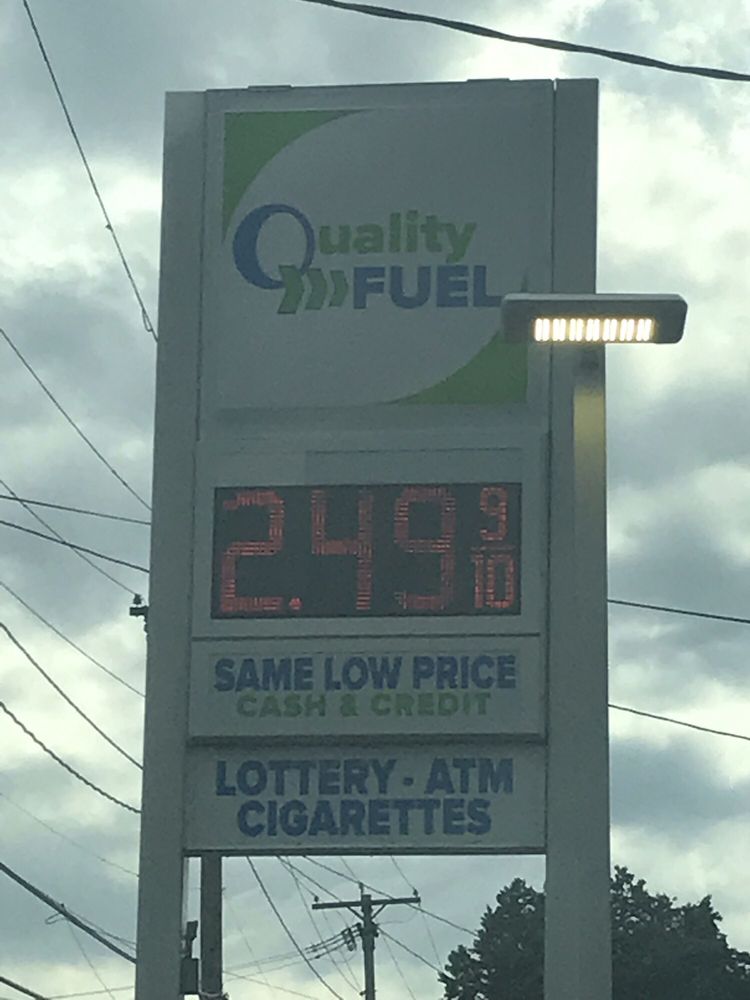 Quality
FUEL
2.49 9/10
SAME LOW PRICE
CASH & CREDIT
LOTTERY - ATM
CIGARETTES